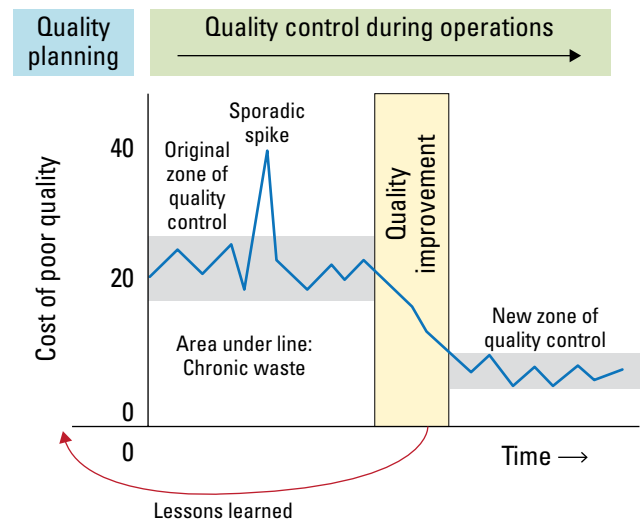 Quality
planning
Quality control during operations
Sporadic
spike
Original
zone of
quality
control
Quality
improvement
40
20
0
0
Cost of poor quality
Area under line:
Chronic waste
New zone of
quality control
Time →
Lessons learned